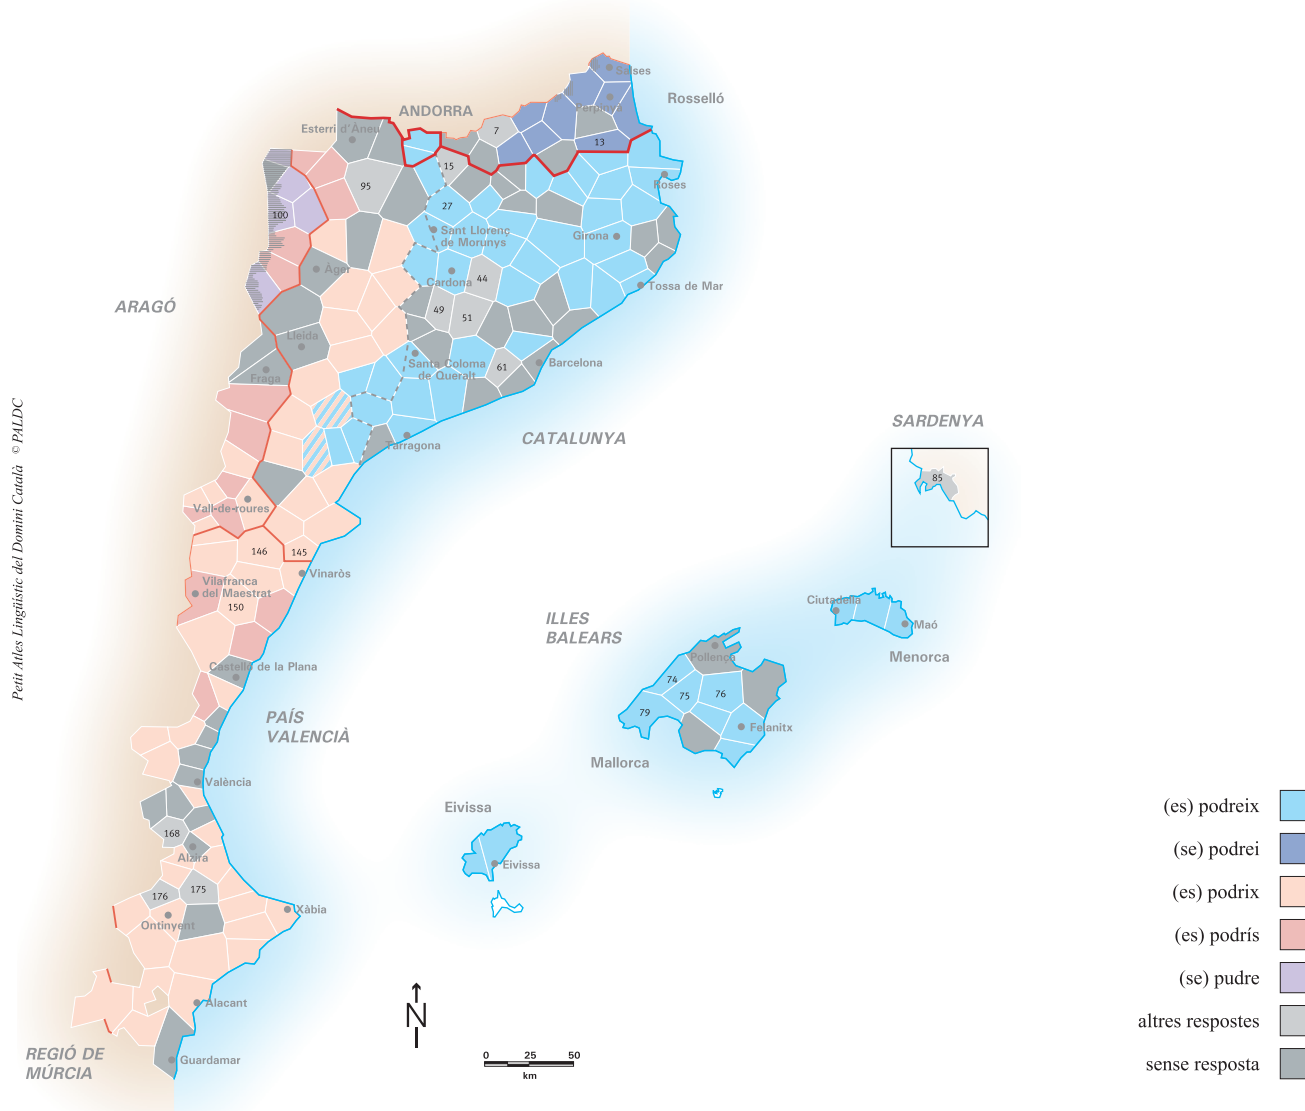 Salses
Rosselló
Perpinyà
ANDORRA
Esterri d'Àneu
7
13
15
Roses
95
27
100
Sant Llorenç
de Morunys
Girona
Àger
Cardona
44
Tossa de Mar
ARAGÓ
49
51
Lleida
Santa Coloma
de Queralt
61
Barcelona
Fraga
Petit Atles Lingüístic del Domini Català © PALDC
SARDENYA
CATALUNYA
Tarragona
85
Vall-de-roures
146
145
Vinaròs
Vilafranca
del Maestrat
150
ILLES
BALEARS
Ciutadella
Maó
Menorca
Pollença
Castelló de la Plana
74
75
76
79
Felanitx
PAÍS
VALENCIÀ
Mallorca
València
Eivissa
168
Alzira
Eivissa
176
175
Ontinyent
Xàbia
Alacant
N
REGIÓ DE
MÚRCIA
Guardamar
0 25 50
km
(es) podreix
(se) podrei
(es) podrix
(es) podrís
(se) pudre
altres respostes
sense resposta